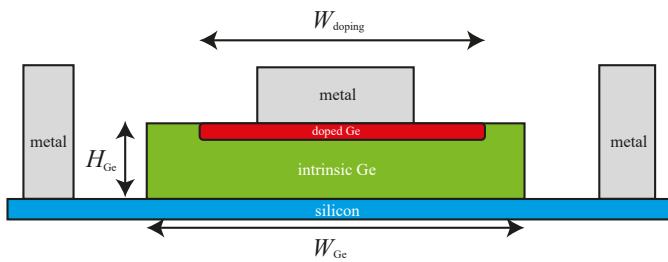 W_doping
metal
metal
doped Ge
metal
H_Ge
intrinsic Ge
silicon
W_Ge